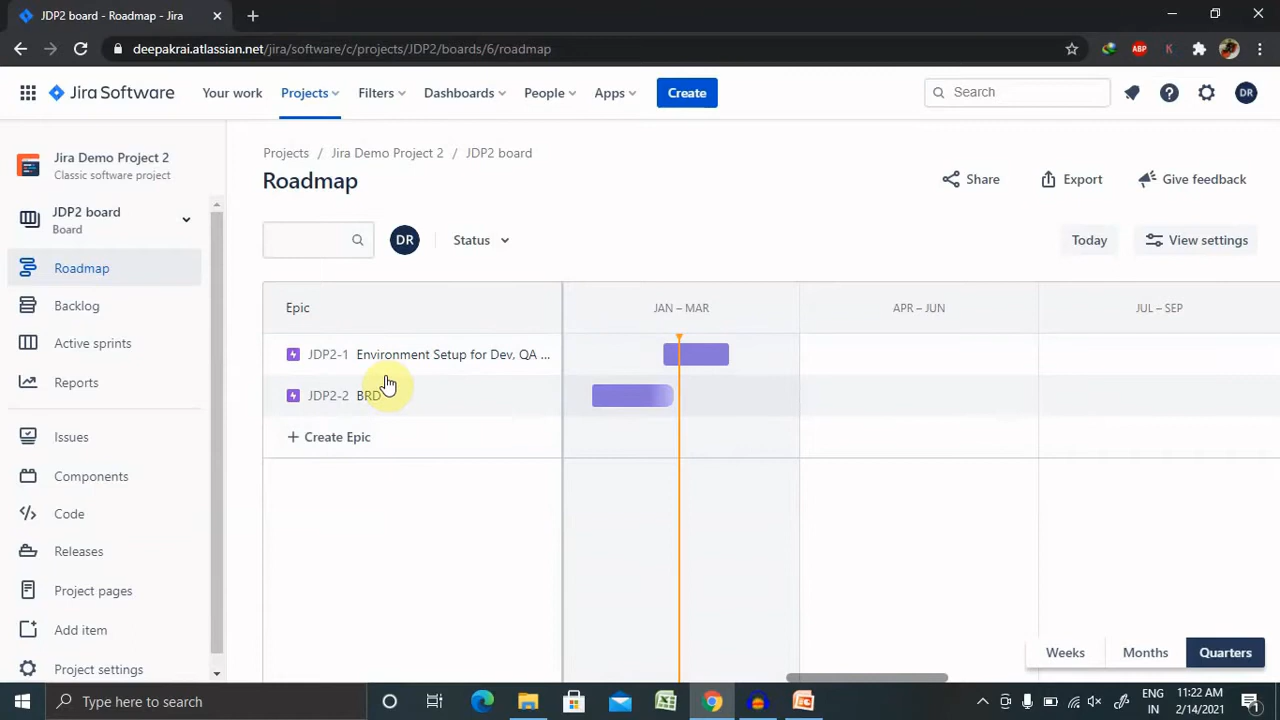 JDP2 board - Roadmap - Jira
deepakrai.atlassian.net/jira/software/c/projects/JDP2/boards/6/roadmap
ABP
K
Jira Software
Your work
Projects
Filters
Dashboards
People
Apps
Create
Search
DR
Jira Demo Project 2
Classic software project
JDP2 board
Board
Roadmap
Backlog
Active sprints
Reports
Issues
Components
Code
Releases
Project pages
Add item
Project settings
Projects / Jira Demo Project 2 / JDP2 board
Roadmap
Share
Export
Give feedback
DR
Status
Today
View settings
Epic
JAN – MAR
APR – JUN
JUL – SEP
JDP2-1 Environment Setup for Dev, QA ...
JDP2-2 BRD
+ Create Epic
Weeks
Months
Quarters
Type here to search
ENG
IN
11:22 AM
2/14/2021
1